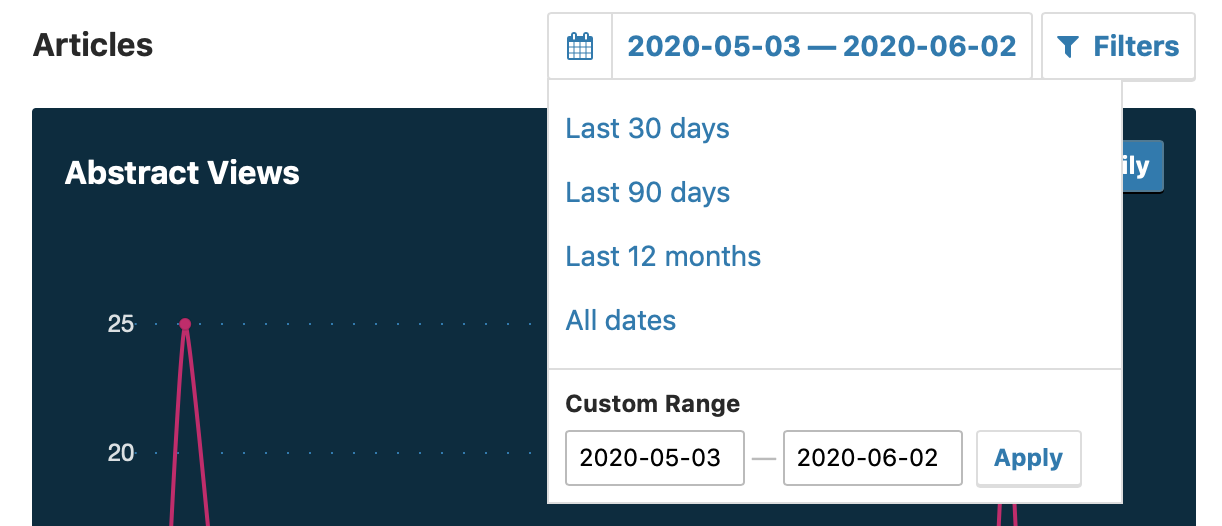 Articles
2020-05-03 — 2020-06-02
Filters
Abstract Views
ily
Last 30 days
Last 90 days
Last 12 months
All dates
25
20
Custom Range
2020-05-03 — 2020-06-02 Apply